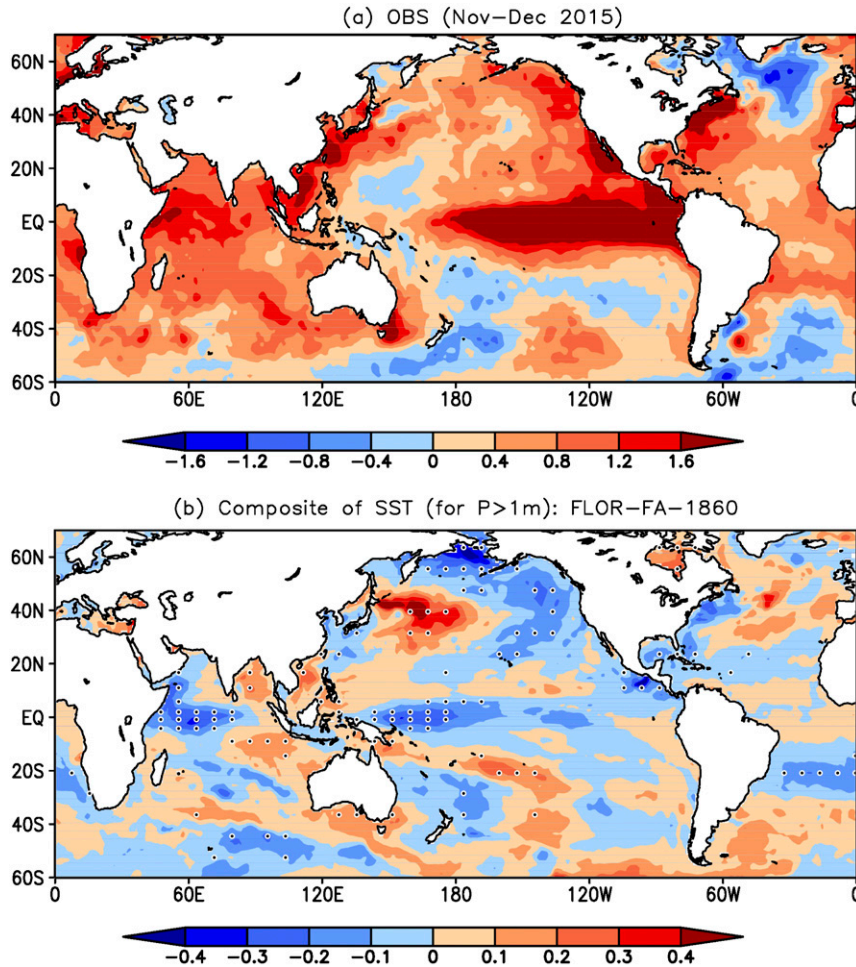 (a) OBS (Nov–Dec 2015)
60N
40N
20N
EQ
20S
40S
60S
0 60E 120E 180 120W 60W 0
−1.6 −1.2 −0.8 −0.4 0 0.4 0.8 1.2 1.6
(b) Composite of SST (for P>1m): FLOR–FA–1860
60N
40N
20N
EQ
20S
40S
60S
0 60E 120E 180 120W 60W 0
−0.4 −0.3 −0.2 −0.1 0 0.1 0.2 0.3 0.4